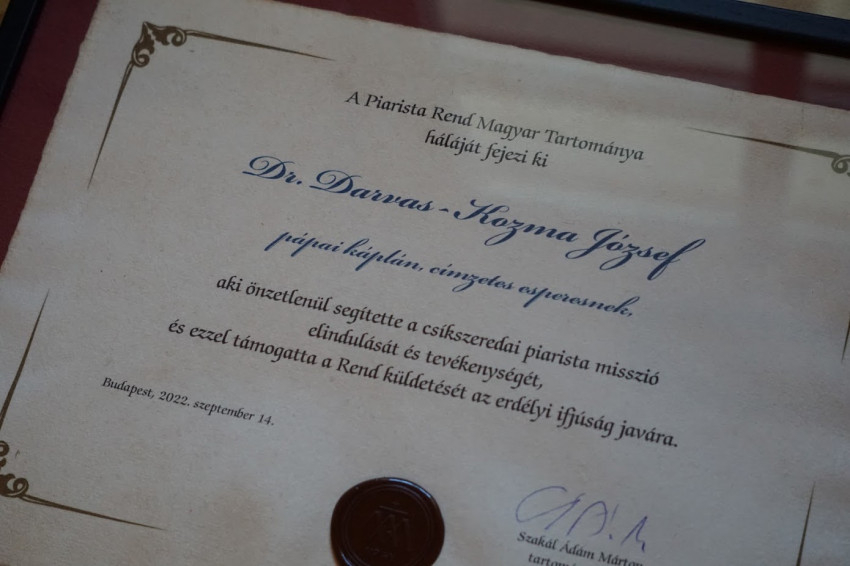 A Piarista Rend Magyar Tartománya
háláját fejezi ki
Dr. Darvas-Kozma József
pápai káplán, címzetes esperesnek,
aki önzetlenül segítette a csíkszeredai piarista misszió
elindulását és tevékenységét,
és ezzel támogatta a Rend küldetését az erdélyi ifjúság javára.
Budapest, 2022. szeptember 14.
Szakál Ádám Márton